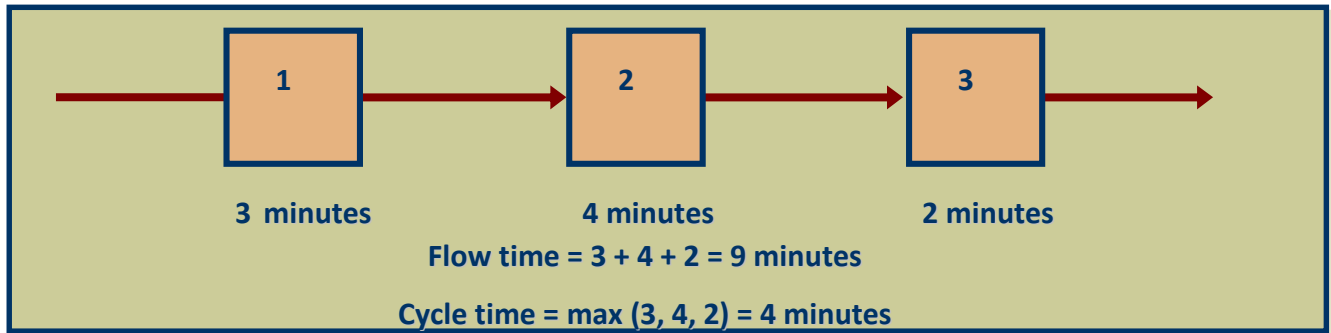 1 2 3
3 minutes 4 minutes 2 minutes
Flow time = 3 + 4 + 2 = 9 minutes
Cycle time = max (3, 4, 2) = 4 minutes